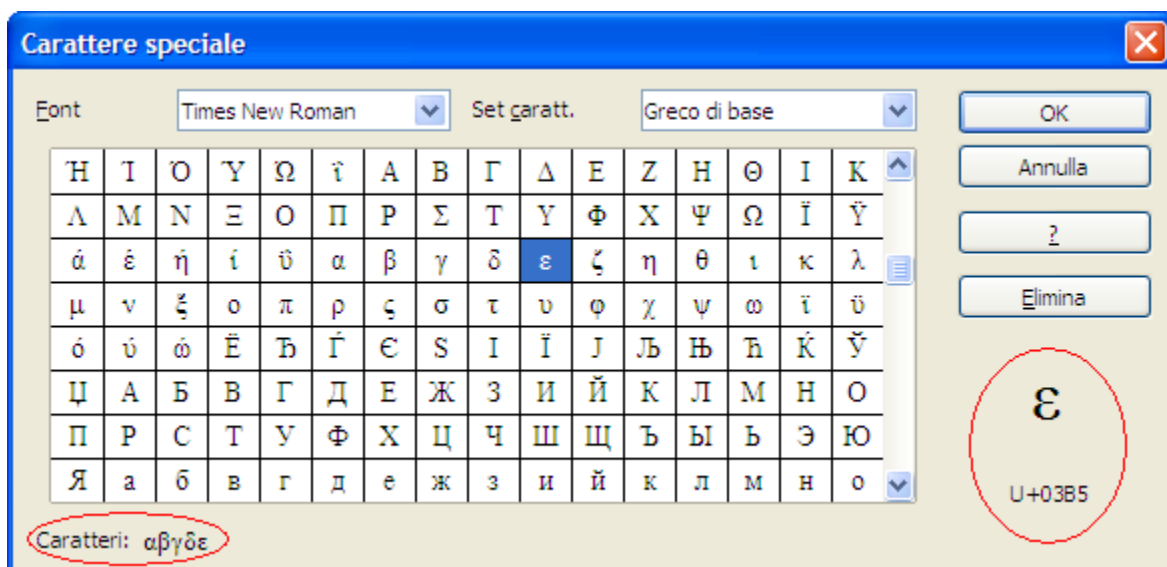 Carattere speciale
Font Times New Roman Set caratt. Greco di base OK
Annulla
?
Elimina
Ή Ί Ό Ύ Ώ ΐ Α Β Γ Δ Ε Ζ Η Θ Ι Κ
Λ Μ Ν Ξ Ο Π Ρ Σ Τ Υ Φ Χ Ψ Ω Ϊ Ϋ
ά έ ή ί ΰ α β γ δ ε ζ η θ ι κ λ
μ ν ξ ο π ρ ς σ τ υ φ χ ψ ω ϊ ϋ
ό ύ ώ Ё Ђ Ѓ Є Ѕ І Ї Ј Љ Њ Ћ Ќ Ў
Џ А Б В Г Д Е Ж З И Й К Л М Н О
П Р С Т У Ф Х Ц Ч Ш Щ Ъ Ы Ь Э Ю
Я а б в г д е ж з и й к л м н о
ε
U+03B5
Caratteri: αβγδε